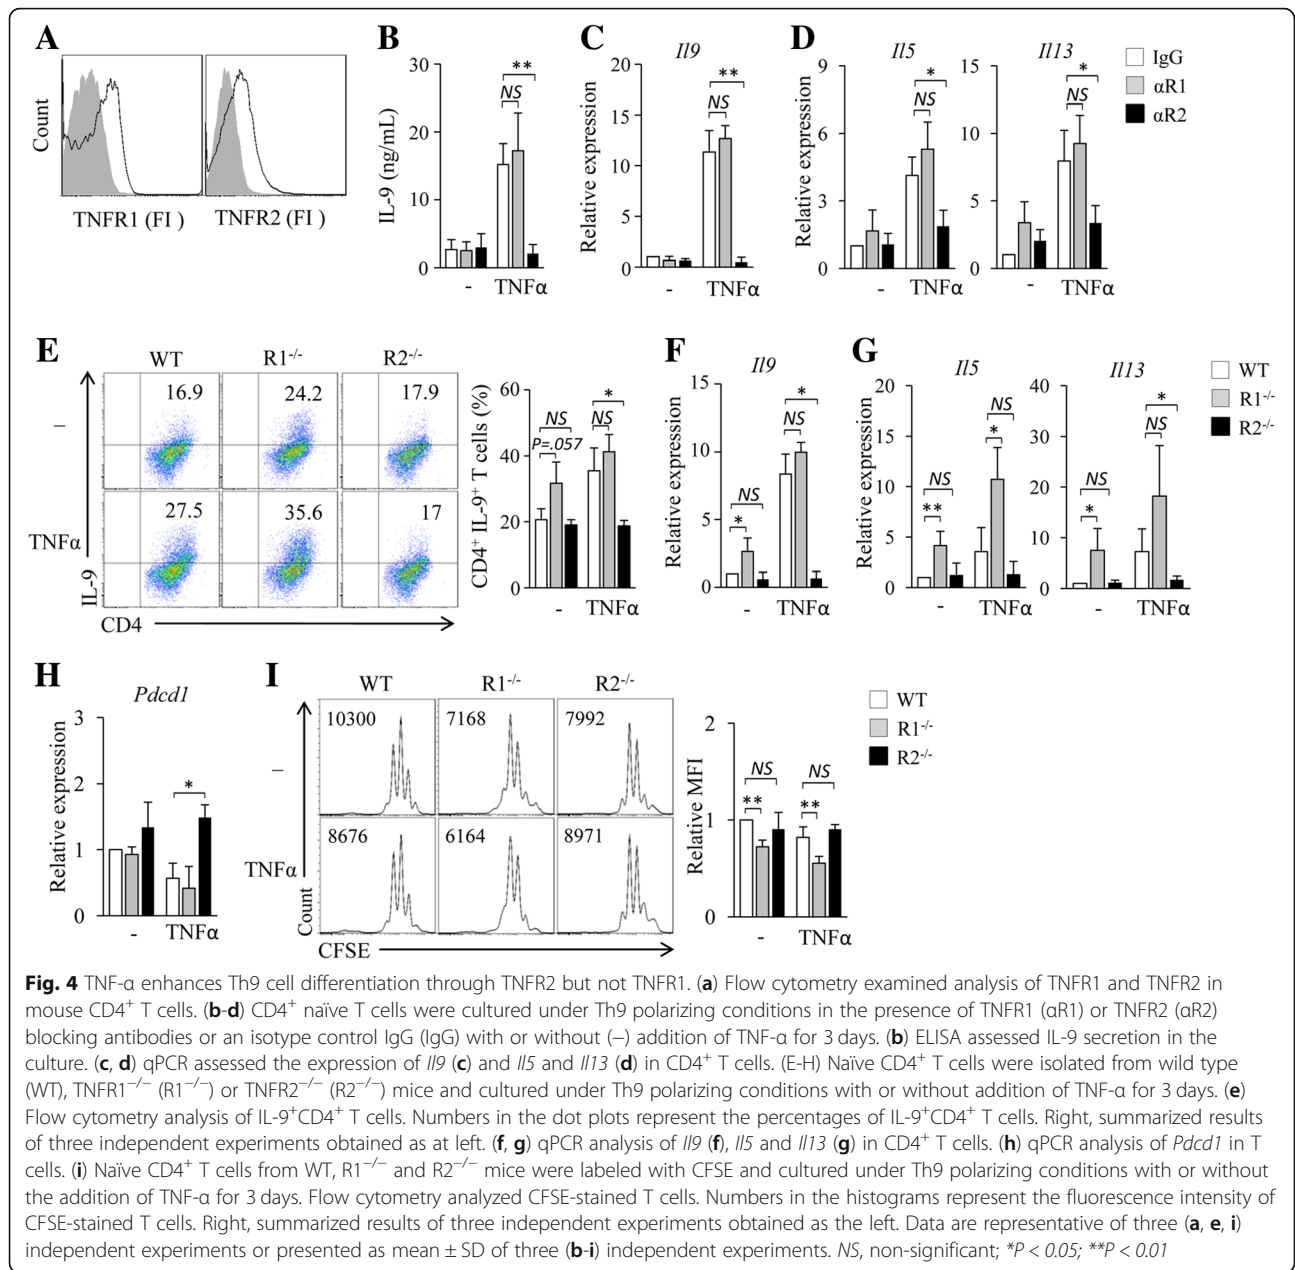 A
Count
TNFR1 (FI )
TNFR2 (FI )
B
IL-9 (ng/mL)
30
20
10
0
NS
**
-
TNFα
C
Il9
Relative expression
20
15
10
5
0
NS
**
-
TNFα
D
Il5
Relative expression
9
6
3
0
NS
*
-
TNFα
Il13
15
10
5
0
NS
*
-
TNFα
IgG
αR1
αR2
E
WT
R1-/-
R2-/-
–
16.9
24.2
17.9
TNFα
27.5
35.6
17
IL-9
CD4
CD4+ IL-9+ T cells (%)
60
40
20
0
NS
P=.057
NS
*
-
TNFα
F
Il9
Relative expression
15
10
5
0
NS
*
NS
*
-
TNFα
G
Il5
Relative expression
20
15
10
5
0
NS
**
NS
*
-
TNFα
Il13
40
30
20
10
0
NS
*
NS
*
-
TNFα
WT
R1-/-
R2-/-
H
Pdcd1
Relative expression
3
2
1
0
*
-
TNFα
I
WT
R1-/-
R2-/-
–
10300
7168
7992
TNFα
8676
6164
8971
Count
CFSE
Relative MFI
2
1
0
NS
**
NS
**
-
TNFα
WT
R1-/-
R2-/-
Fig. 4 TNF-α enhances Th9 cell differentiation through TNFR2 but not TNFR1. (a) Flow cytometry examined analysis of TNFR1 and TNFR2 in
mouse CD4+ T cells. (b-d) CD4+ naïve T cells were cultured under Th9 polarizing conditions in the presence of TNFR1 (αR1) or TNFR2 (αR2)
blocking antibodies or an isotype control IgG (IgG) with or without (−) addition of TNF-α for 3 days. (b) ELISA assessed IL-9 secretion in the
culture. (c, d) qPCR assessed the expression of Il9 (c) and Il5 and Il13 (d) in CD4+ T cells. (E-H) Naïve CD4+ T cells were isolated from wild type
(WT), TNFR1−/− (R1−/−) or TNFR2−/− (R2−/−) mice and cultured under Th9 polarizing conditions with or without addition of TNF-α for 3 days. (e)
Flow cytometry analysis of IL-9+CD4+ T cells. Numbers in the dot plots represent the percentages of IL-9+CD4+ T cells. Right, summarized results
of three independent experiments obtained as at left. (f, g) qPCR analysis of Il9 (f), Il5 and Il13 (g) in CD4+ T cells. (h) qPCR analysis of Pdcd1 in T
cells. (i) Naïve CD4+ T cells from WT, R1−/− and R2−/− mice were labeled with CFSE and cultured under Th9 polarizing conditions with or without
the addition of TNF-α for 3 days. Flow cytometry analyzed CFSE-stained T cells. Numbers in the histograms represent the fluorescence intensity of
CFSE-stained T cells. Right, summarized results of three independent experiments obtained as the left. Data are representative of three (a, e, i)
independent experiments or presented as mean ± SD of three (b-i) independent experiments. NS, non-significant; *P < 0.05; **P < 0.01